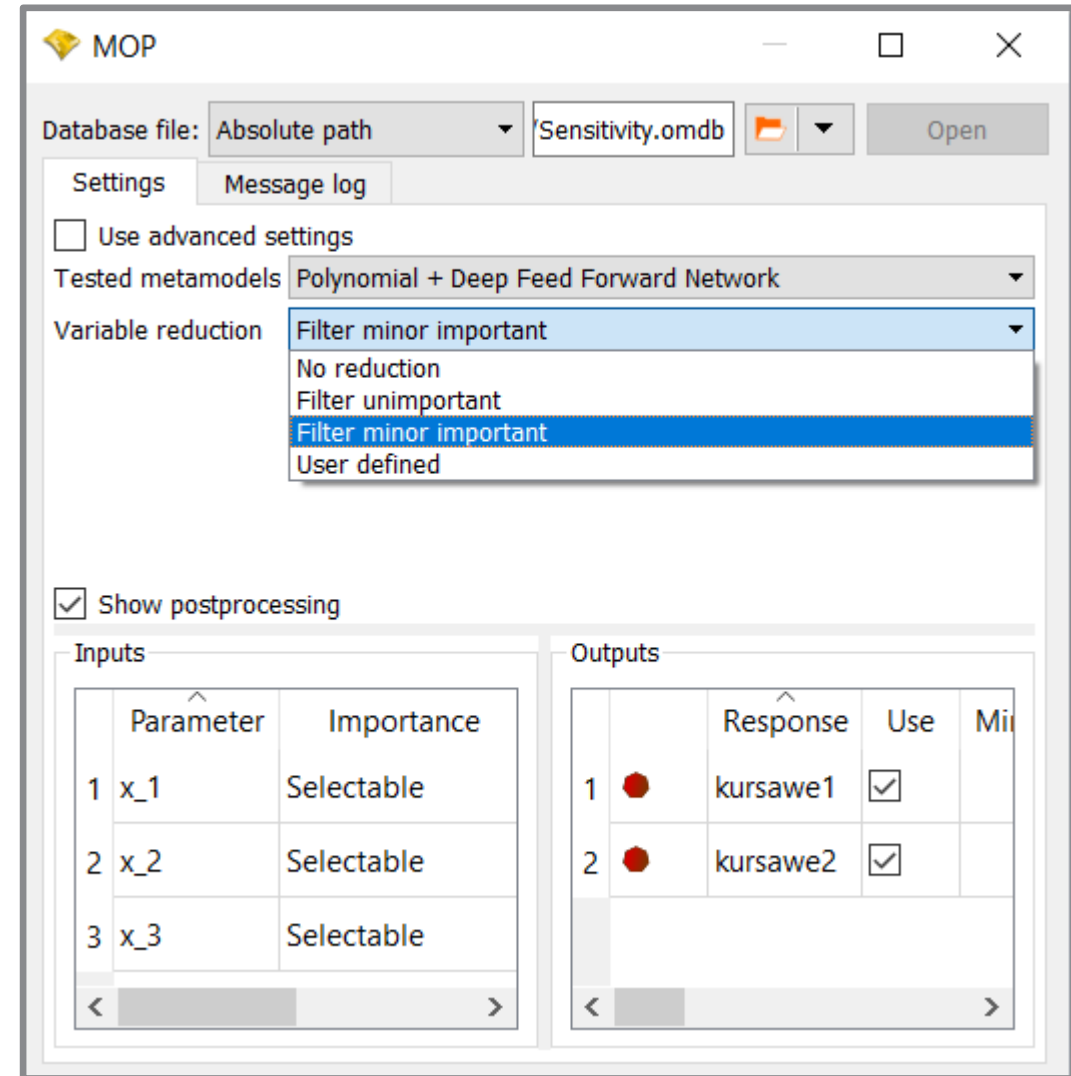 MOP
Database file: Absolute path /Sensitivity.omdb Open
Settings Message log
Use advanced settings
Tested metamodels Polynomial + Deep Feed Forward Network
Variable reduction Filter minor important
No reduction
Filter unimportant
Filter minor important
User defined
Show postprocessing
Inputs
Parameter Importance
1 x_1 Selectable
2 x_2 Selectable
3 x_3 Selectable
Outputs
Response Use Mi
1 kursawe1
2 kursawe2